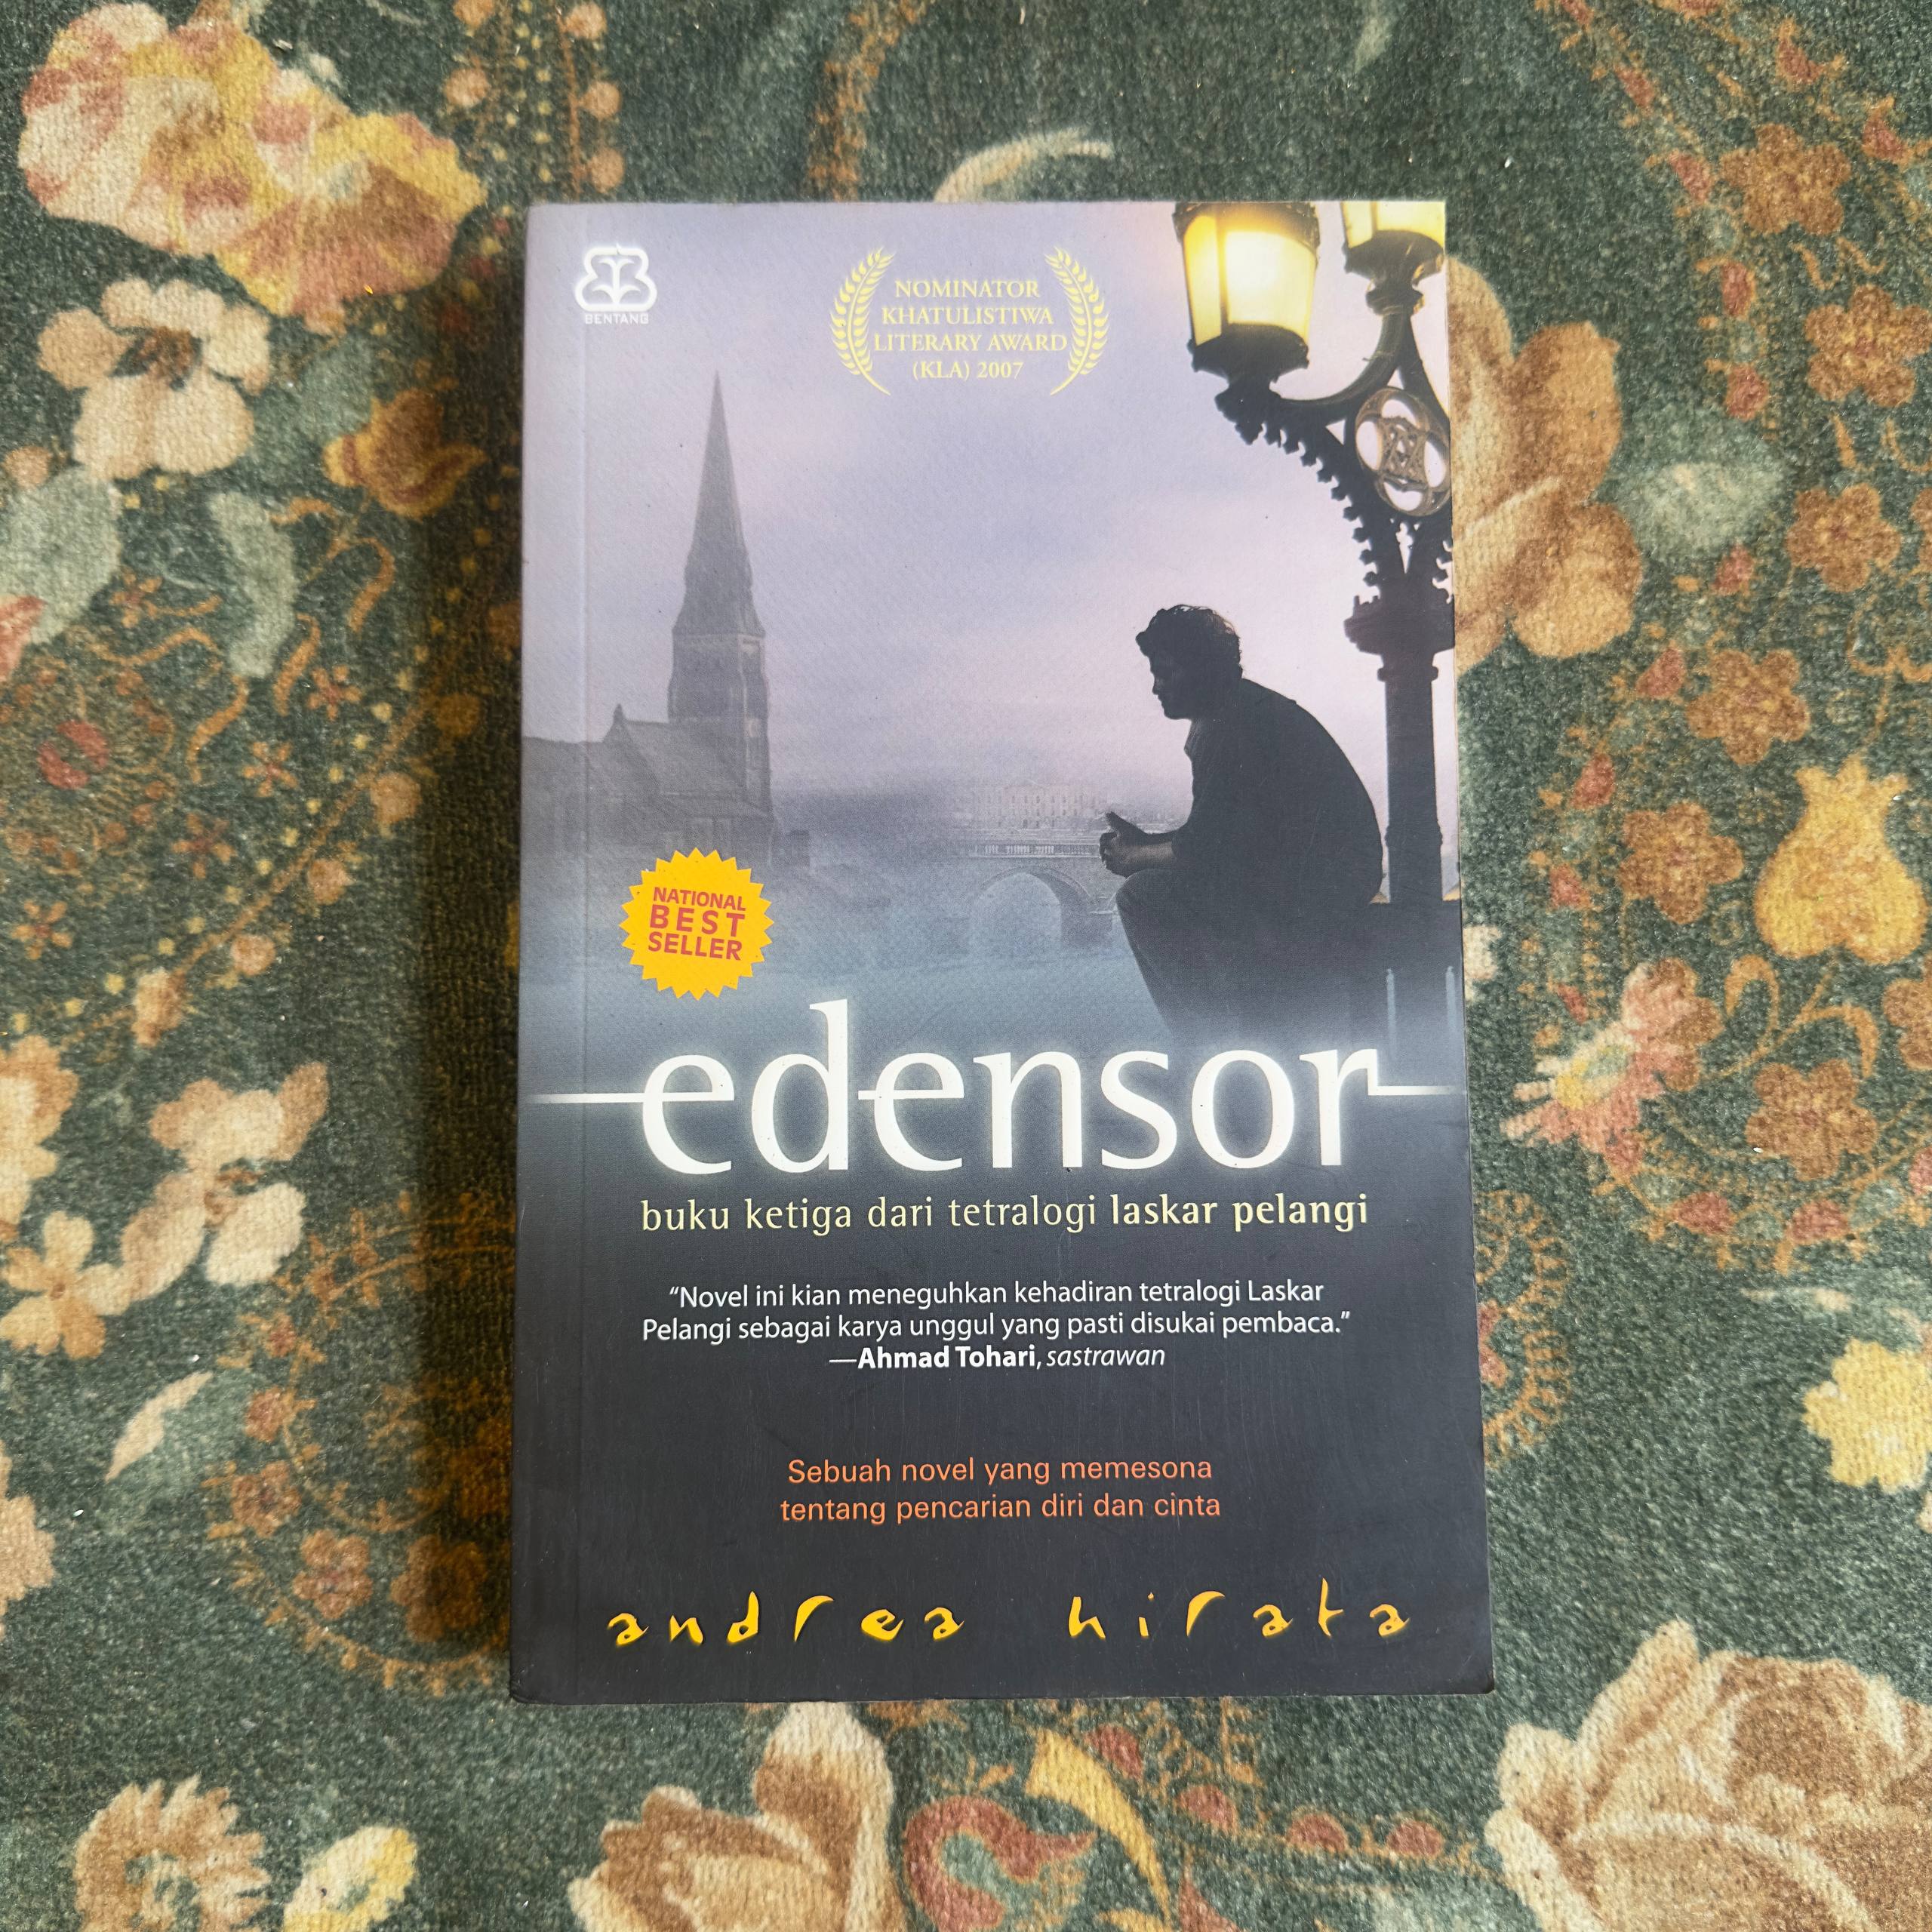 BENTANG
NOMINATOR
KHATULISTIWA
LITERARY AWARD
(KLA) 2007
NATIONAL
BEST
SELLER
edensor
buku ketiga dari tetralogi laskar pelangi
“Novel ini kian meneguhkan kehadiran tetralogi Laskar
Pelangi sebagai karya unggul yang pasti disukai pembaca.”
—Ahmad Tohari, sastrawan
Sebuah novel yang memesona
tentang pencarian diri dan cinta
andrea hirata